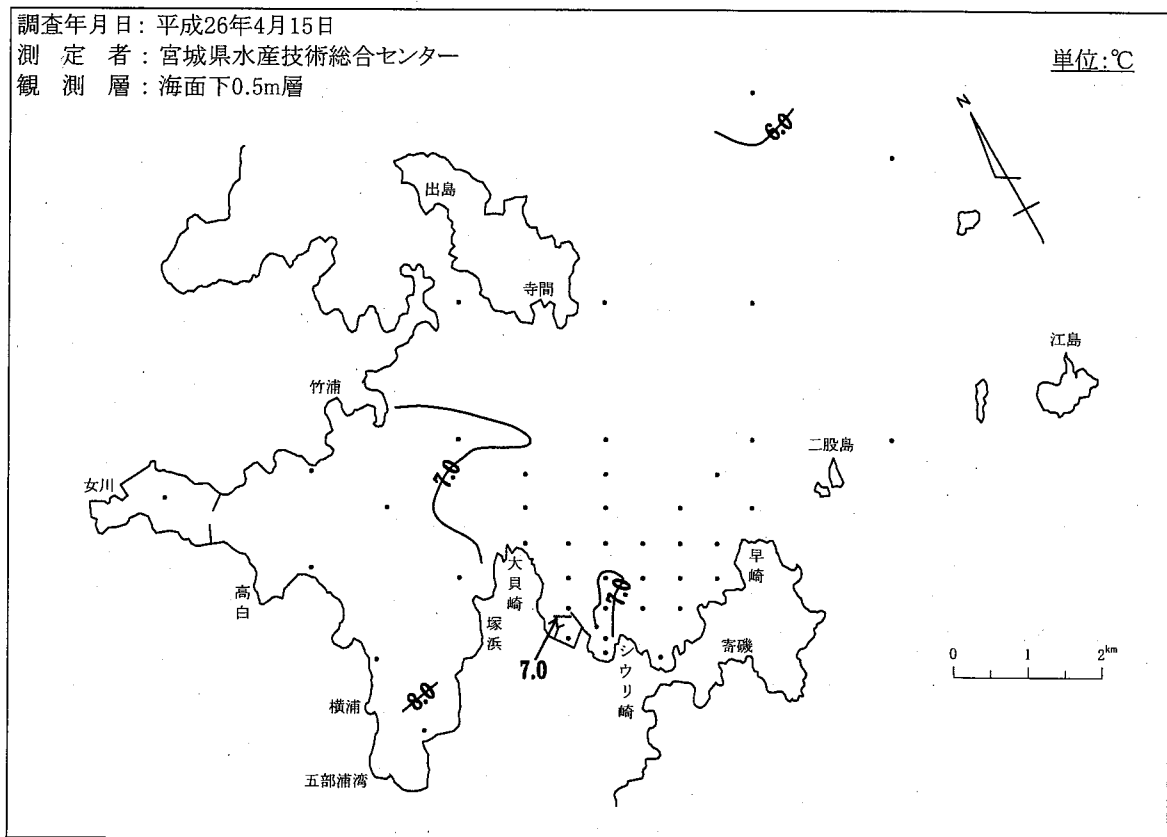 調査年月日：平成26年4月15日
測定者：宮城県水産技術総合センター
観測層：海面下0.5m層
単位:℃
6.0
N
出島
寺間
江島
竹浦
二股島
7.0
女川
大貝崎
早崎
高白
7.0
塚浜
シウリ崎
寄磯
7.0
0 1 2km
横浦
8.0
五部浦湾